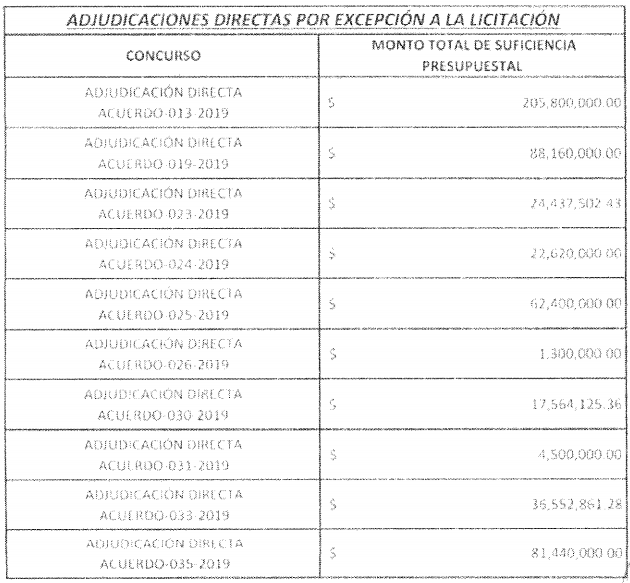 ADJUDICACIONES DIRECTAS POR EXCEPCIÓN A LA LICITACIÓN
CONCURSO
MONTO TOTAL DE SUFICIENCIA
PRESUPUESTAL
ADJUDICACIÓN DIRECTA
ACUERDO-013-2019
$ 205,800,000.00
ADJUDICACIÓN DIRECTA
ACUERDO-019-2019
$ 88,160,000.00
ADJUDICACIÓN DIRECTA
ACUERDO-023-2019
$ 24,437,502.43
ADJUDICACIÓN DIRECTA
ACUERDO-024-2019
$ 22,620,000.00
ADJUDICACIÓN DIRECTA
ACUERDO-025-2019
$ 62,400,000.00
ADJUDICACIÓN DIRECTA
ACUERDO-026-2019
$ 1,300,000.00
ADJUDICACIÓN DIRECTA
ACUERDO-030-2019
$ 17,564,125.36
ADJUDICACIÓN DIRECTA
ACUERDO-031-2019
$ 4,500,000.00
ADJUDICACIÓN DIRECTA
ACUERDO-033-2019
$ 36,552,861.28
ADJUDICACIÓN DIRECTA
ACUERDO-035-2019
$ 81,440,000.00